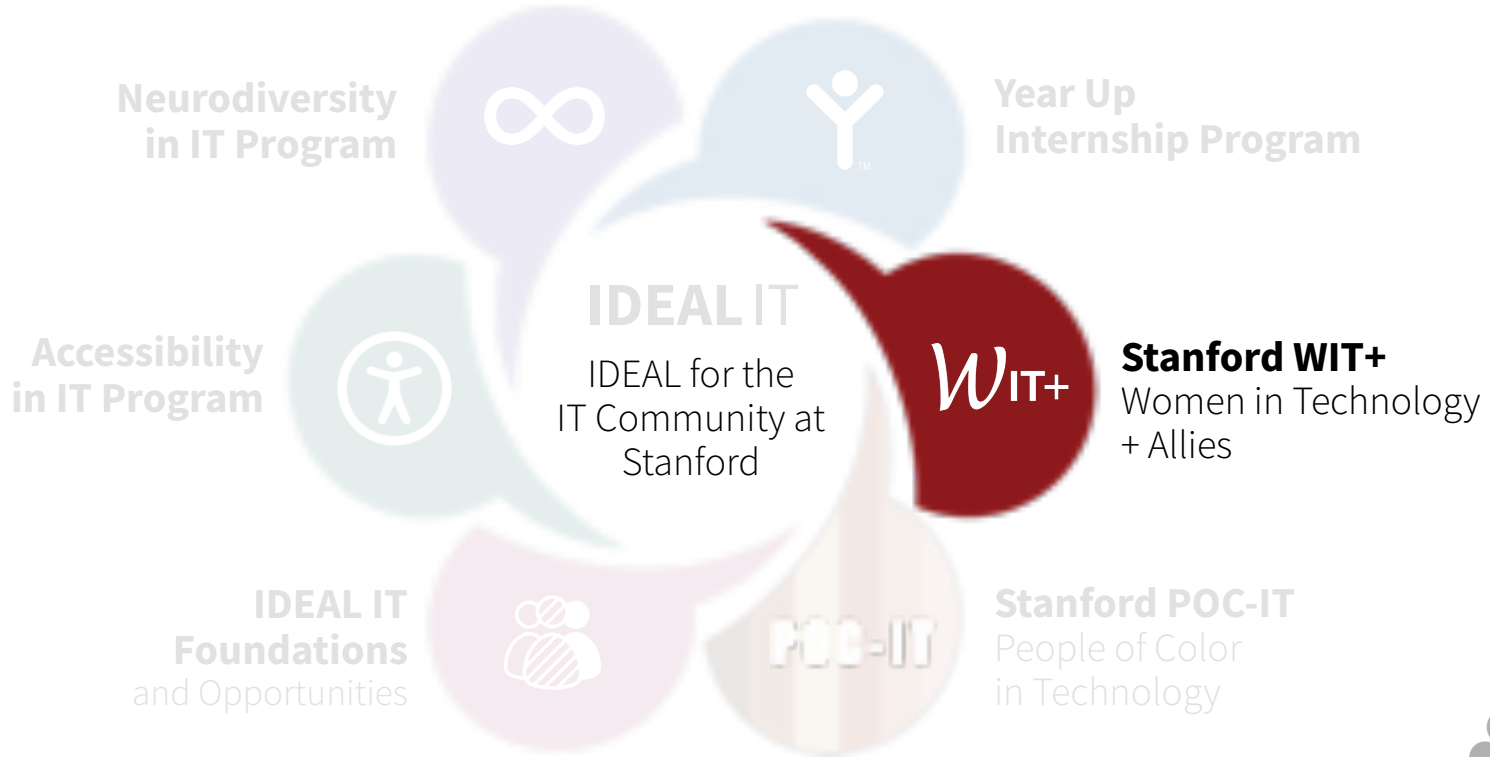 Neurodiversity
in IT Program
Year Up
Internship Program
TM
IDEAL IT
IDEAL for the
IT Community at
Stanford
Accessibility
in IT Program
WIT+
Stanford WIT+
Women in Technology
+ Allies
IDEAL IT
Foundations
and Opportunities
POC-IT
Stanford POC-IT
People of Color
in Technology